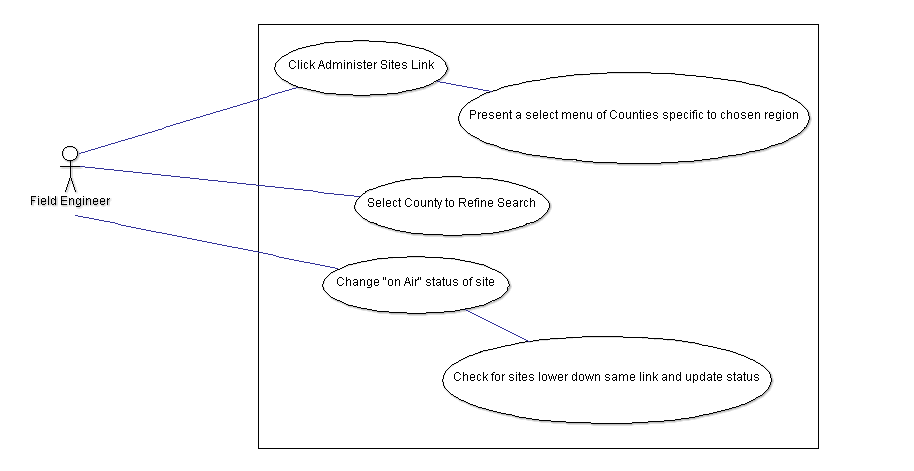 Click Administer Sites Link
Present a select menu of Counties specific to chosen region
Field Engineer
Select County to Refine Search
Change "on Air" status of site
Check for sites lower down same link and update status